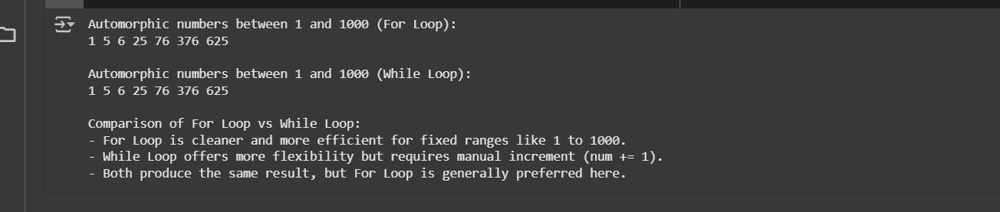 Automorphic numbers between 1 and 1000 (For Loop):
1 5 6 25 76 376 625
Automorphic numbers between 1 and 1000 (While Loop):
1 5 6 25 76 376 625
Comparison of For Loop vs While Loop:
- For Loop is cleaner and more efficient for fixed ranges like 1 to 1000.
- While Loop offers more flexibility but requires manual increment (num += 1).
- Both produce the same result, but For Loop is generally preferred here.